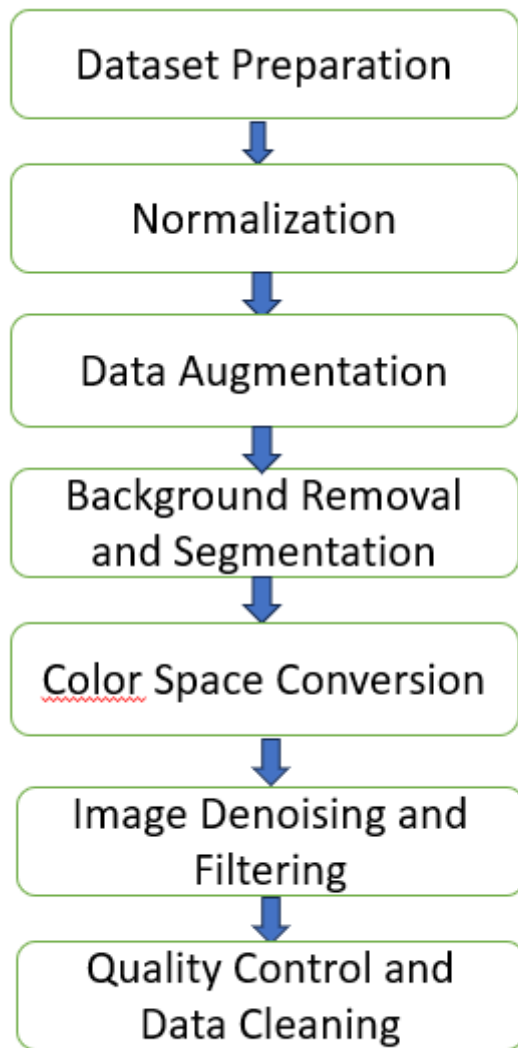 Dataset Preparation
Normalization
Data Augmentation
Background Removal
and Segmentation
Color Space Conversion
Image Denoising and
Filtering
Quality Control and
Data Cleaning